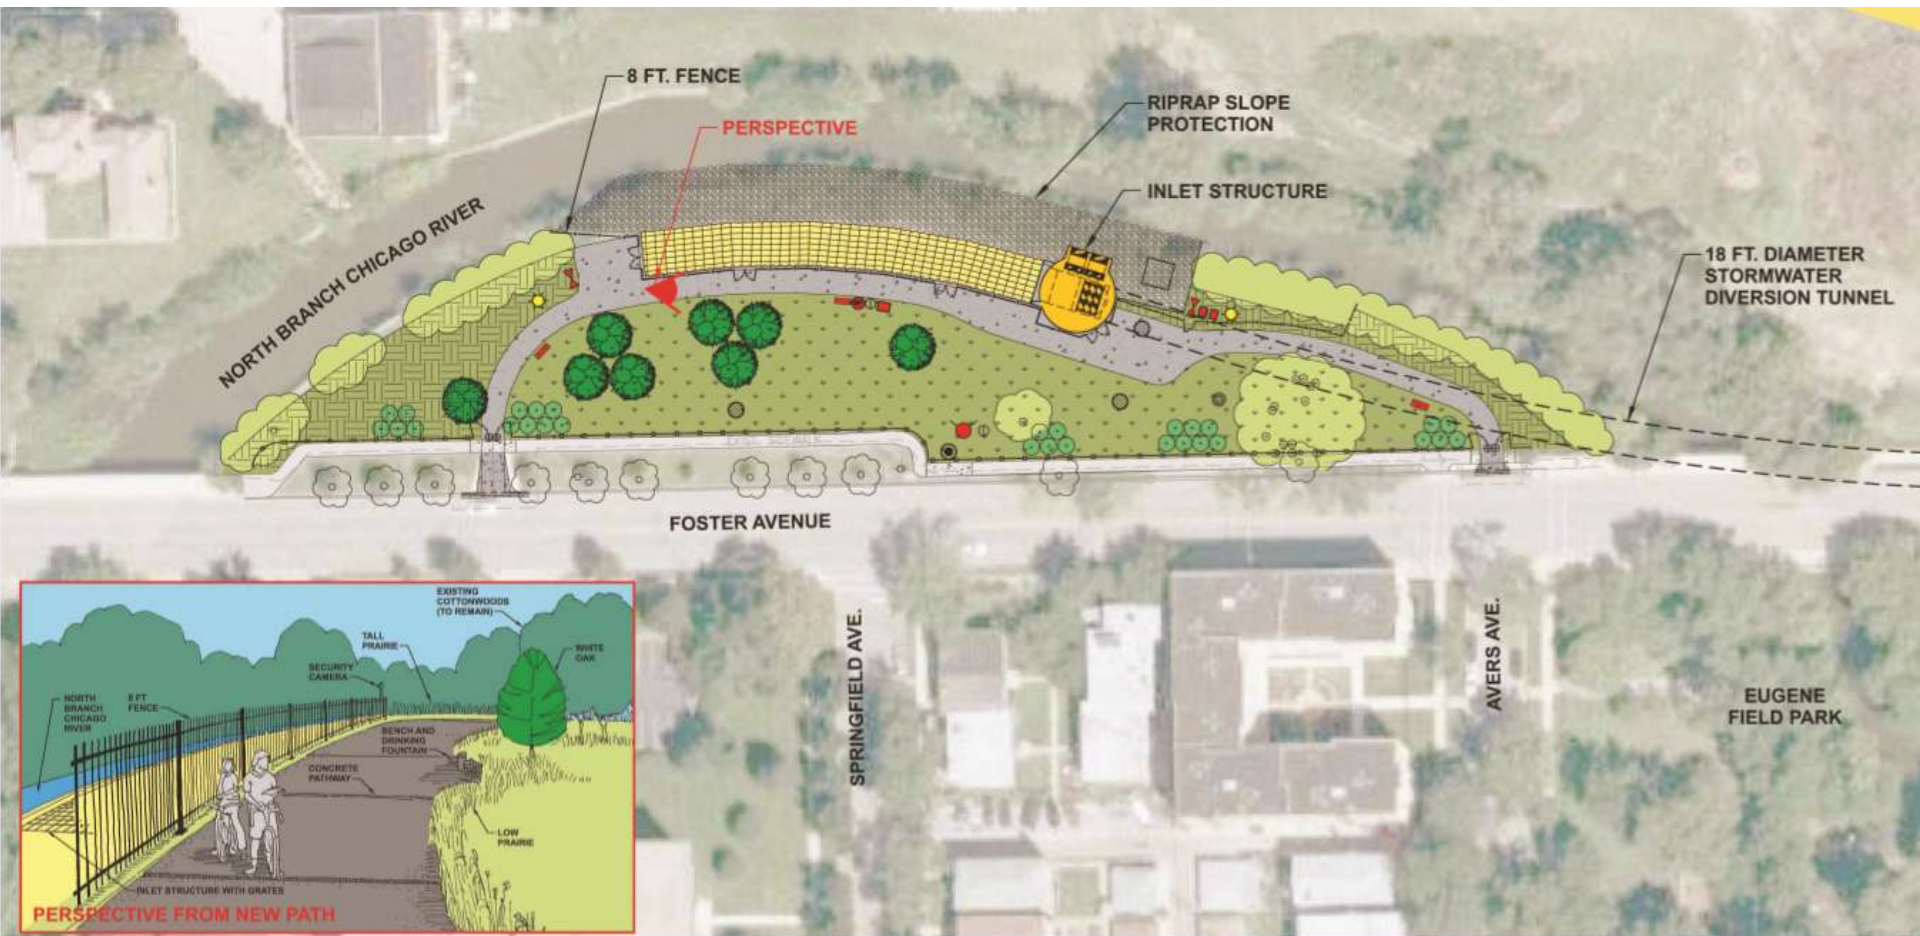 8 FT. FENCE
PERSPECTIVE
RIPRAP SLOPE
PROTECTION
INLET STRUCTURE
18 FT. DIAMETER
STORMWATER
DIVERSION TUNNEL
NORTH BRANCH CHICAGO RIVER
EXIST. SIDEWALK
FOSTER AVENUE
SPRINGFIELD AVE.
AVERS AVE.
EUGENE
FIELD PARK
EXISTING
COTTONWOODS
(TO REMAIN)
TALL
PRAIRIE
WHITE
OAK
SECURITY
CAMERA
NORTH
BRANCH
CHICAGO
RIVER
8 FT
FENCE
BENCH AND
DRINKING
FOUNTAIN
CONCRETE
PATHWAY
LOW
PRAIRIE
INLET STRUCTURE WITH GRATES
PERSPECTIVE FROM NEW PATH